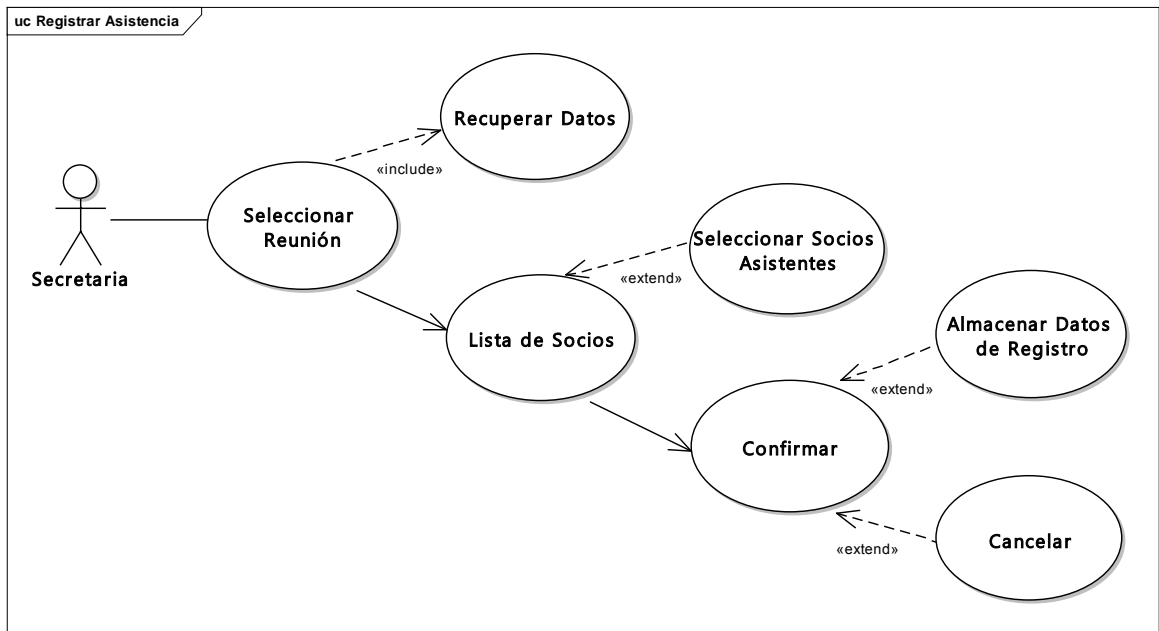 uc Registrar Asistencia
Recuperar Datos
«include»
Seleccionar
Reunión
Secretaria
Seleccionar Socios
Asistentes
«extend»
Lista de Socios
Almacenar Datos
de Registro
«extend»
Confirmar
Cancelar
«extend»